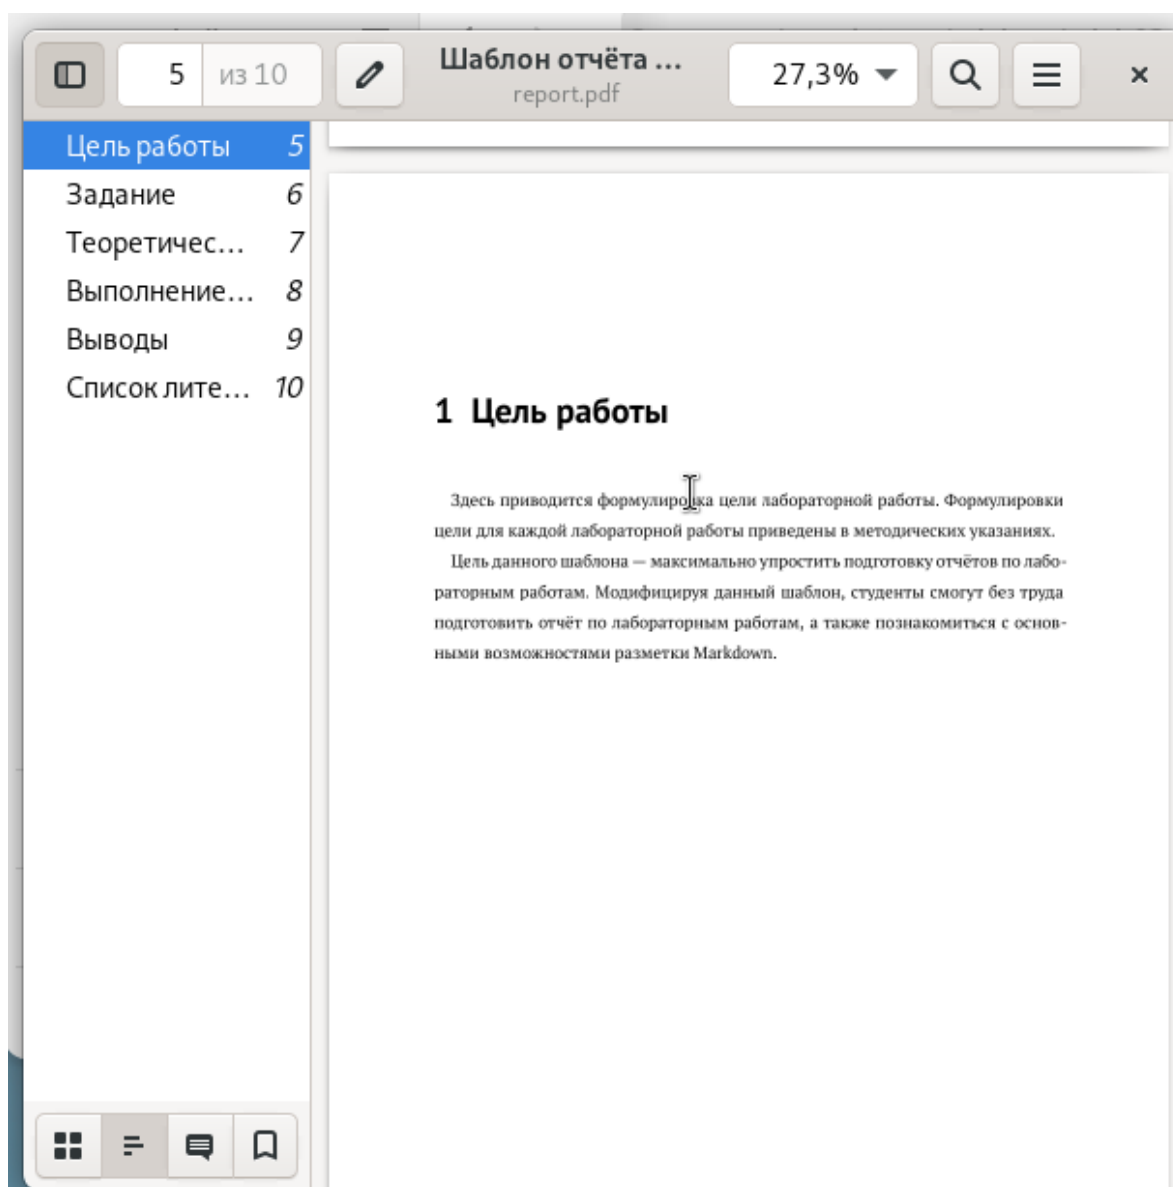 5 из 10
Шаблон отчёта ...
report.pdf
27,3%
Цель работы 5
Задание 6
Теоретичес... 7
Выполнение... 8
Выводы 9
Список лите... 10
1 Цель работы
Здесь приводится формулировка цели лабораторной работы. Формулировки
цели для каждой лабораторной работы приведены в методических указаниях.
Цель данного шаблона — максимально упростить подготовку отчётов по лабо-
раторным работам. Модифицируя данный шаблон, студенты смогут без труда
подготовить отчёт по лабораторным работам, а также познакомиться с основ-
ными возможностями разметки Markdown.